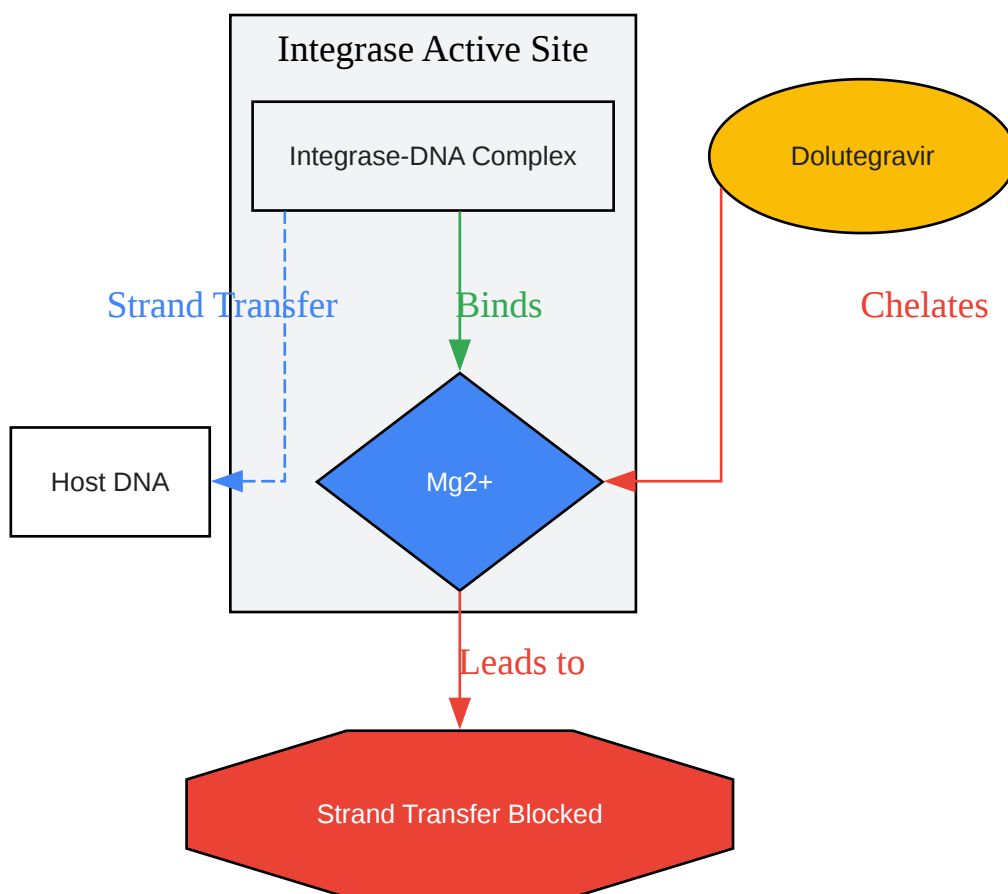 Integrase Active Site
Integrase-DNA Complex
Dolutegravir
Strand Transfer
Binds
Chelates
Host DNA
Mg2+
Leads to
Strand Transfer Blocked